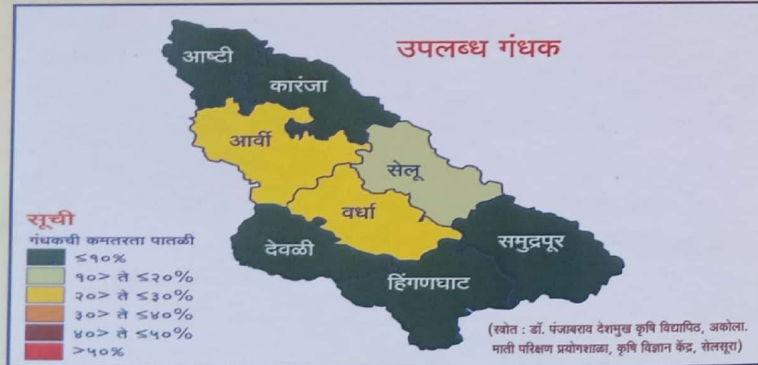 उपलब्ध गंधक
आष्टी
कारंजा
आर्वी
सेलू
वर्धा
देवळी
समुद्रपूर
हिंगणघाट
सूची
गंधकची कमतरता पातळी
≤१०%
१०> ते ≤२०%
२०> ते ≤३०%
३०> ते ≤४०%
४०> ते ≤५०%
>५०%
(स्त्रोत : डॉ. पंजाबराव देशमुख कृषि विद्यापिठ, अकोला.
माती परिक्षण प्रयोगशाळा, कृषि विज्ञान केंद्र, सेलसूरा)